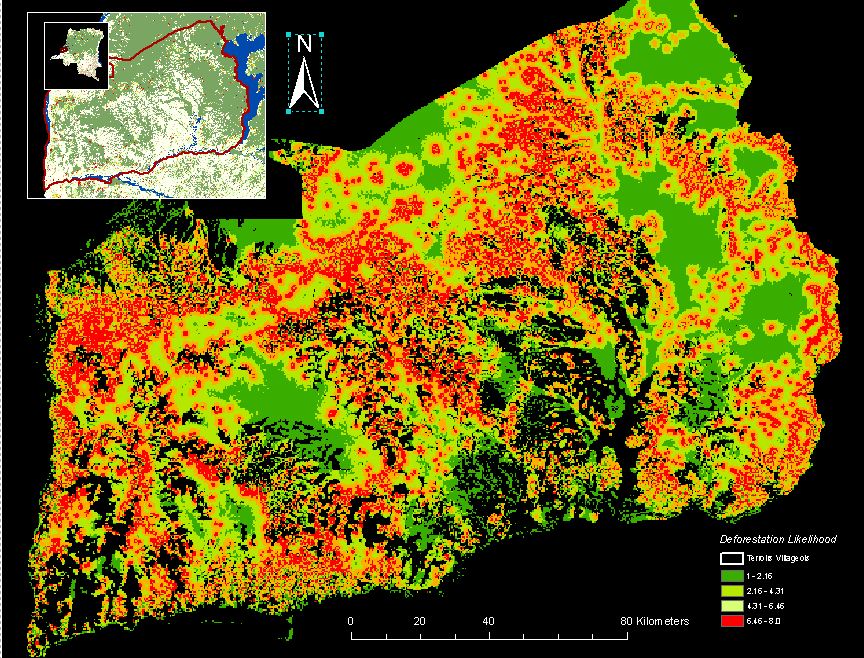 N
Deforestation Likelihood
Terroirs Villageois
1 - 2.16
2.16 - 4.31
4.31 - 6.46
6.46 - 8.0
0 20 40 80 Kilometers